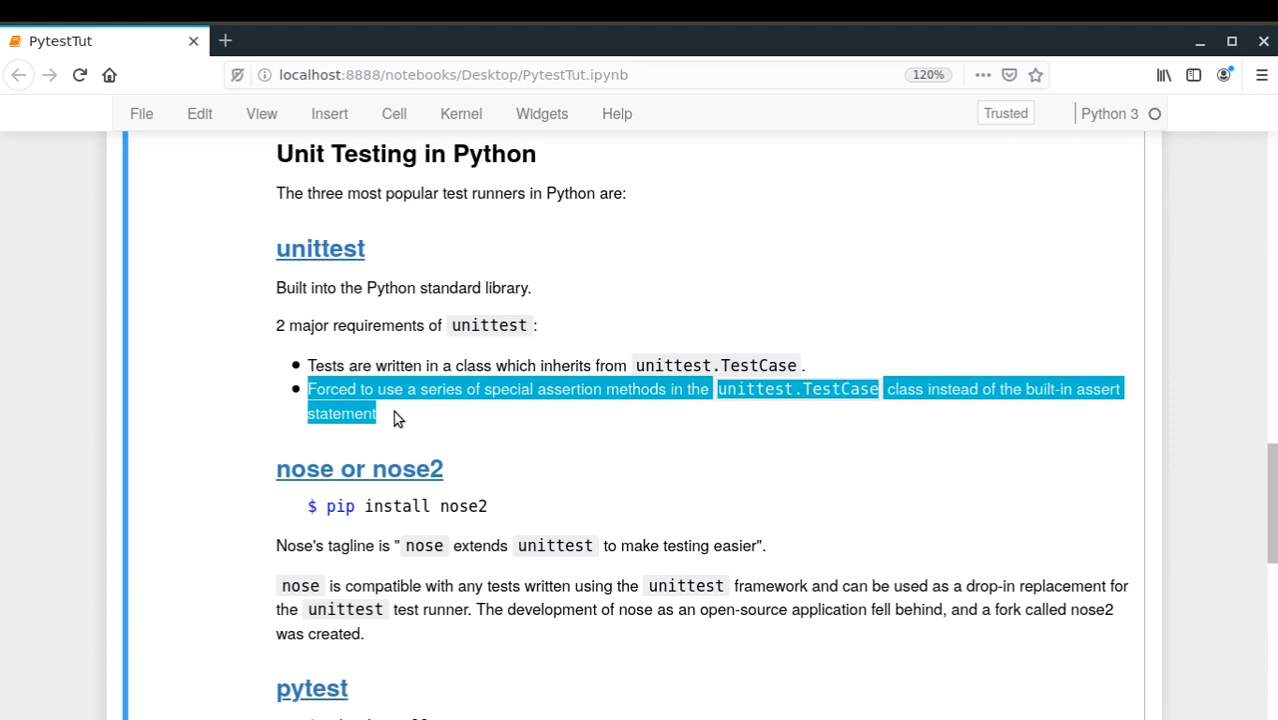 PytestTut
localhost:8888/notebooks/Desktop/PytestTut.ipynb
120%
File
Edit
View
Insert
Cell
Kernel
Widgets
Help
Trusted
Python 3
Unit Testing in Python
The three most popular test runners in Python are:
unittest
Built into the Python standard library.
2 major requirements of unittest :
Tests are written in a class which inherits from unittest.TestCase .
Forced to use a series of special assertion methods in the unittest.TestCase class instead of the built-in assert
statement
nose or nose2
$ pip install nose2
Nose's tagline is " nose extends unittest to make testing easier".
nose is compatible with any tests written using the unittest framework and can be used as a drop-in replacement for
the unittest test runner. The development of nose as an open-source application fell behind, and a fork called nose2
was created.
pytest